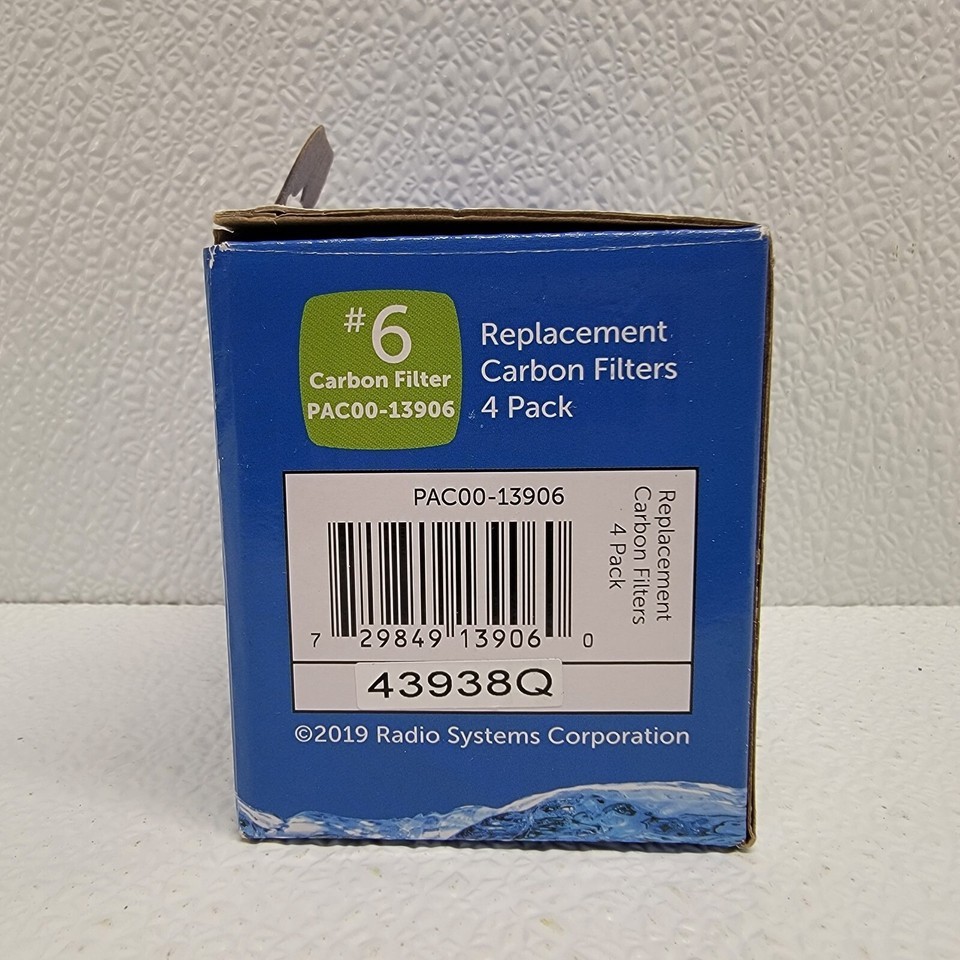 #6
Carbon Filter
PAC00-13906
Replacement
Carbon Filters
4 Pack
PAC00-13906
7 29849 13906 0
Replacement
Carbon Filters
4 Pack
43938Q
©2019 Radio Systems Corporation